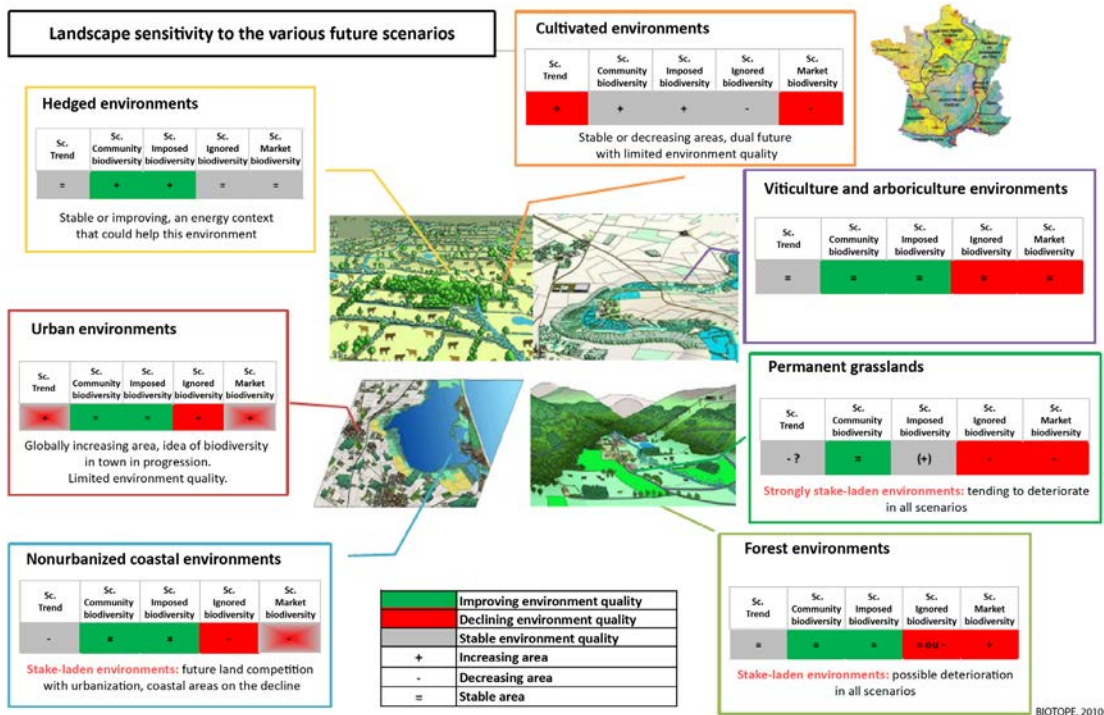 Landscape sensitivity to the various future scenarios
Cultivated environments
Sc.
Trend
Sc.
Community
biodiversity
Sc.
Imposed
biodiversity
Sc.
Ignored
biodiversity
Sc.
Market
biodiversity
+ + + - -
Stable or decreasing areas, dual future
with limited environment quality
Hedged environments
Sc.
Trend
Sc.
Community
biodiversity
Sc.
Imposed
biodiversity
Sc.
Ignored
biodiversity
Sc.
Market
biodiversity
= + + = =
Stable or improving, an energy context
that could help this environment
Viticulture and arboriculture environments
Sc.
Trend
Sc.
Community
biodiversity
Sc.
Imposed
biodiversity
Sc.
Ignored
biodiversity
Sc.
Market
biodiversity
= = = = =
Urban environments
Sc.
Trend
Sc.
Community
biodiversity
Sc.
Imposed
biodiversity
Sc.
Ignored
biodiversity
Sc.
Market
biodiversity
+ = = + +
Globally increasing area, idea of biodiversity
in town in progression.
Limited environment quality.
Permanent grasslands
Sc.
Trend
Sc.
Community
biodiversity
Sc.
Imposed
biodiversity
Sc.
Ignored
biodiversity
Sc.
Market
biodiversity
- ? = (+) - -
Strongly stake-laden environments: tending to deteriorate
in all scenarios
Nonurbanized coastal environments
Sc.
Trend
Sc.
Community
biodiversity
Sc.
Imposed
biodiversity
Sc.
Ignored
biodiversity
Sc.
Market
biodiversity
- = = - -
Stake-laden environments: future land competition
with urbanization, coastal areas on the decline
Improving environment quality
Declining environment quality
Stable environment quality
+ Increasing area
- Decreasing area
= Stable area
Forest environments
Sc.
Trend
Sc.
Community
biodiversity
Sc.
Imposed
biodiversity
Sc.
Ignored
biodiversity
Sc.
Market
biodiversity
= = = = ou - +
Stake-laden environments: possible deterioration
in all scenarios
BIOTOPE, 2010